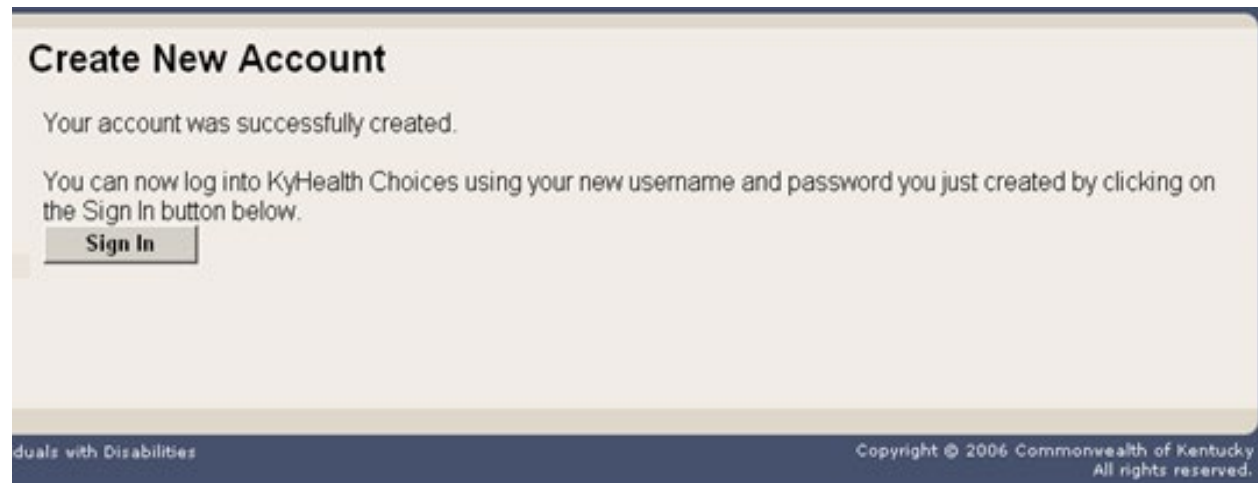 Create New Account
Your account was successfully created.
You can now log into KyHealth Choices using your new username and password you just created by clicking on
the Sign In button below.
Sign In
duals with Disabilities
Copyright © 2006 Commonwealth of Kentucky
All rights reserved.